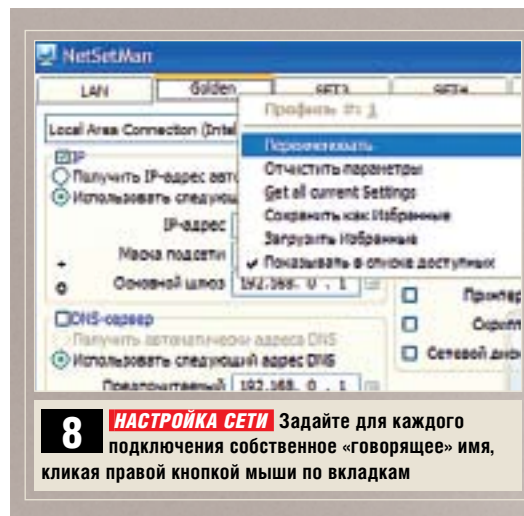 NetSetMan
LAN Golden SET3 SET4
Профиль #: 1
Local Area Connection (Intel
Переименовать
IP
Отчистить параметры
Получить IP-адрес авто
Get all current Settings
Использовать следующ
Сохранить как Избранные
IP-адрес
Загрузить Избранные
Маска подсети
Показывать в списке доступных
Основной шлюз 192.168. 0 . 1
Принтер
DNS-сервер
Скрипт
Получить автоматически адреса DNS
Использовать следующий адрес DNS
Сетевой диск
Предпочитаемый 192.168. 0 . 1
8 НАСТРОЙКА СЕТИ Задайте для каждого
подключения собственное «говорящее» имя,
кликая правой кнопкой мыши по вкладкам